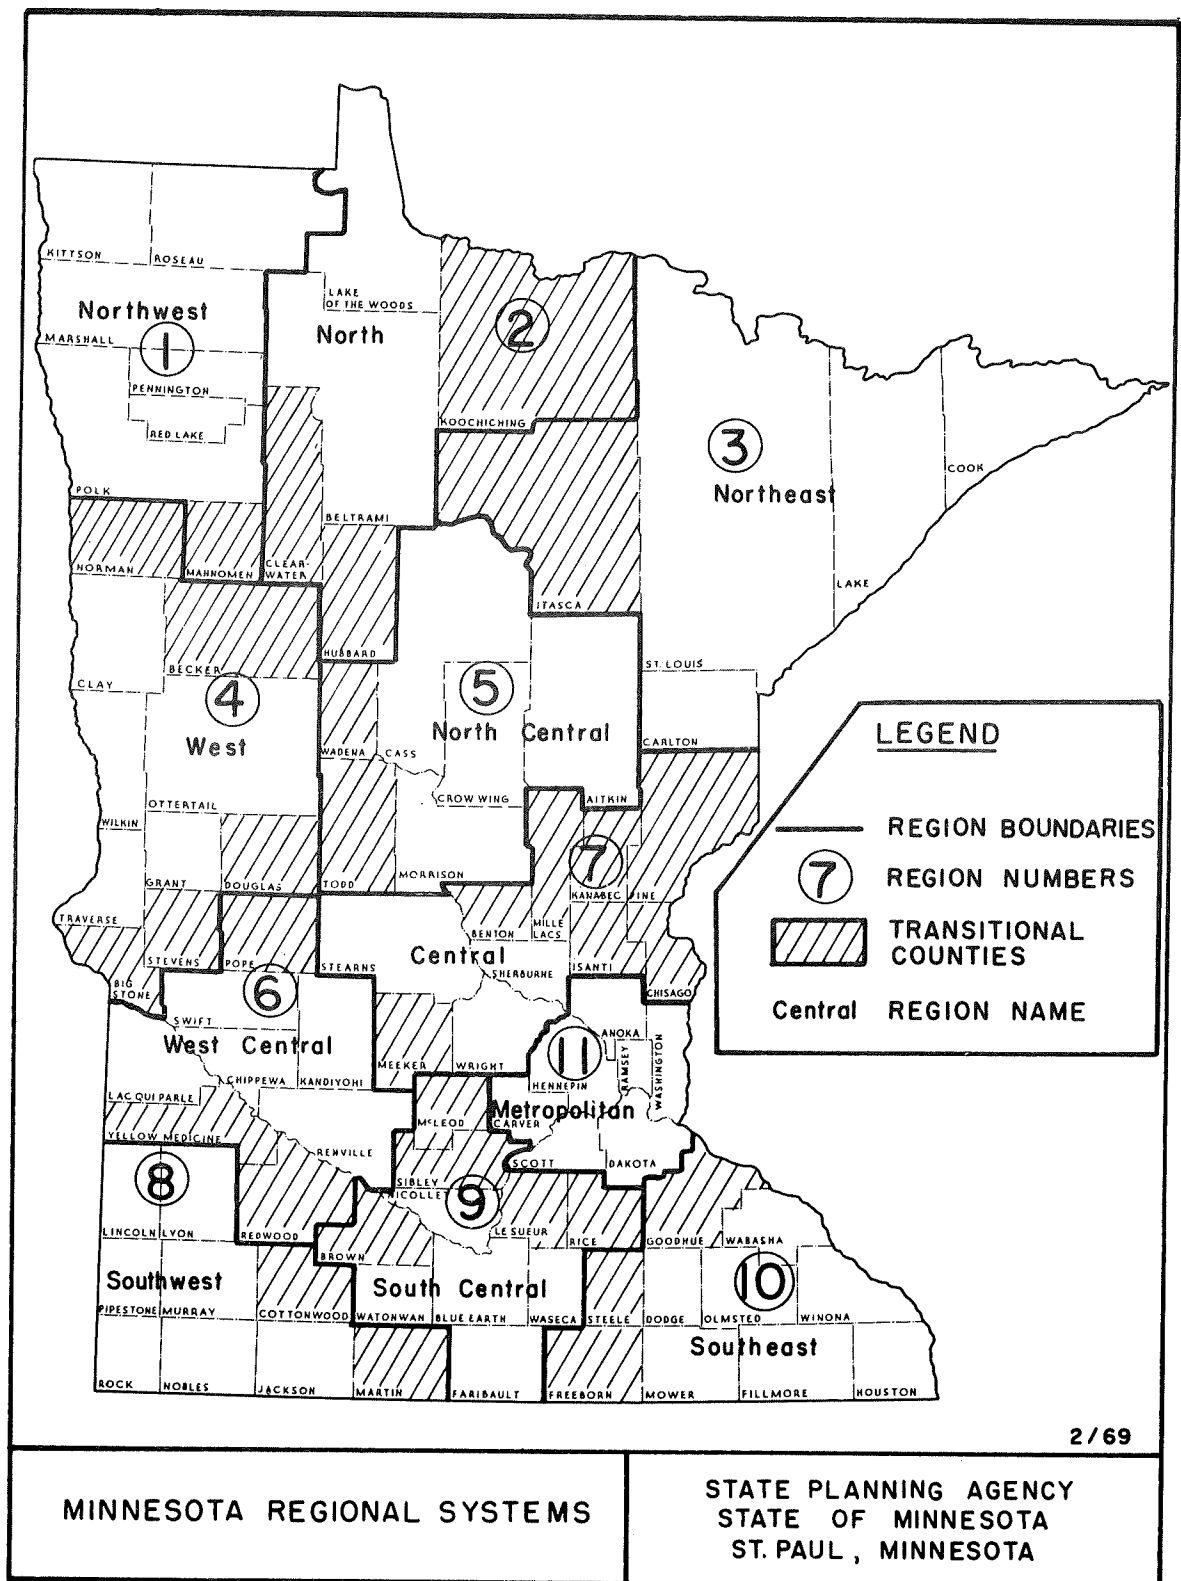 KITTSON
ROSEAU
LAKE
OF THE WOODS
Northwest
1
North
2
MARSHALL
PENNINGTON
RED LAKE
KOOCHICHING
3
Northeast
COOK
POLK
BELTRAMI
NORMAN
MAHNOMEN
CLEAR-
WATER
ITASCA
LAKE
HUBBARD
BECKER
ST. LOUIS
CLAY
4
West
5
North Central
WADENA
CASS
CARLTON
OTTERTAIL
CROW WING
AITKIN
WILKIN
7
GRANT
DOUGLAS
TODD
MORRISON
KANABEC
PINE
TRAVERSE
BENTON
MILLE
LACS
STEVENS
POPE
STEARNS
Central
SHERBURNE
ISANTI
BIG
STONE
6
CHISAGO
SWIFT
West Central
MEEKER
WRIGHT
11
ANOKA
RAMSEY
WASHINGTON
HENNEPIN
CHIPPEWA
KANDIYOHI
LAC QUI PARLE
McLEOD
Metropolitan
CARVER
YELLOW MEDICINE
RENVILLE
SCOTT
DAKOTA
8
SIBLEY
NICOLLET
9
LINCOLN
LYON
REDWOOD
BROWN
LE SUEUR
RICE
GOODHUE
WABASHA
Southwest
South Central
10
PIPESTONE
MURRAY
COTTONWOOD
WATONWAN
BLUE EARTH
WASECA
STEELE
DODGE
OLMSTED
WINONA
Southeast
ROCK
NOBLES
JACKSON
MARTIN
FARIBAULT
FREEBORN
MOWER
FILLMORE
HOUSTON
LEGEND
REGION BOUNDARIES
7 REGION NUMBERS
TRANSITIONAL
COUNTIES
Central REGION NAME
2/69
MINNESOTA REGIONAL SYSTEMS
STATE PLANNING AGENCY
STATE OF MINNESOTA
ST. PAUL, MINNESOTA